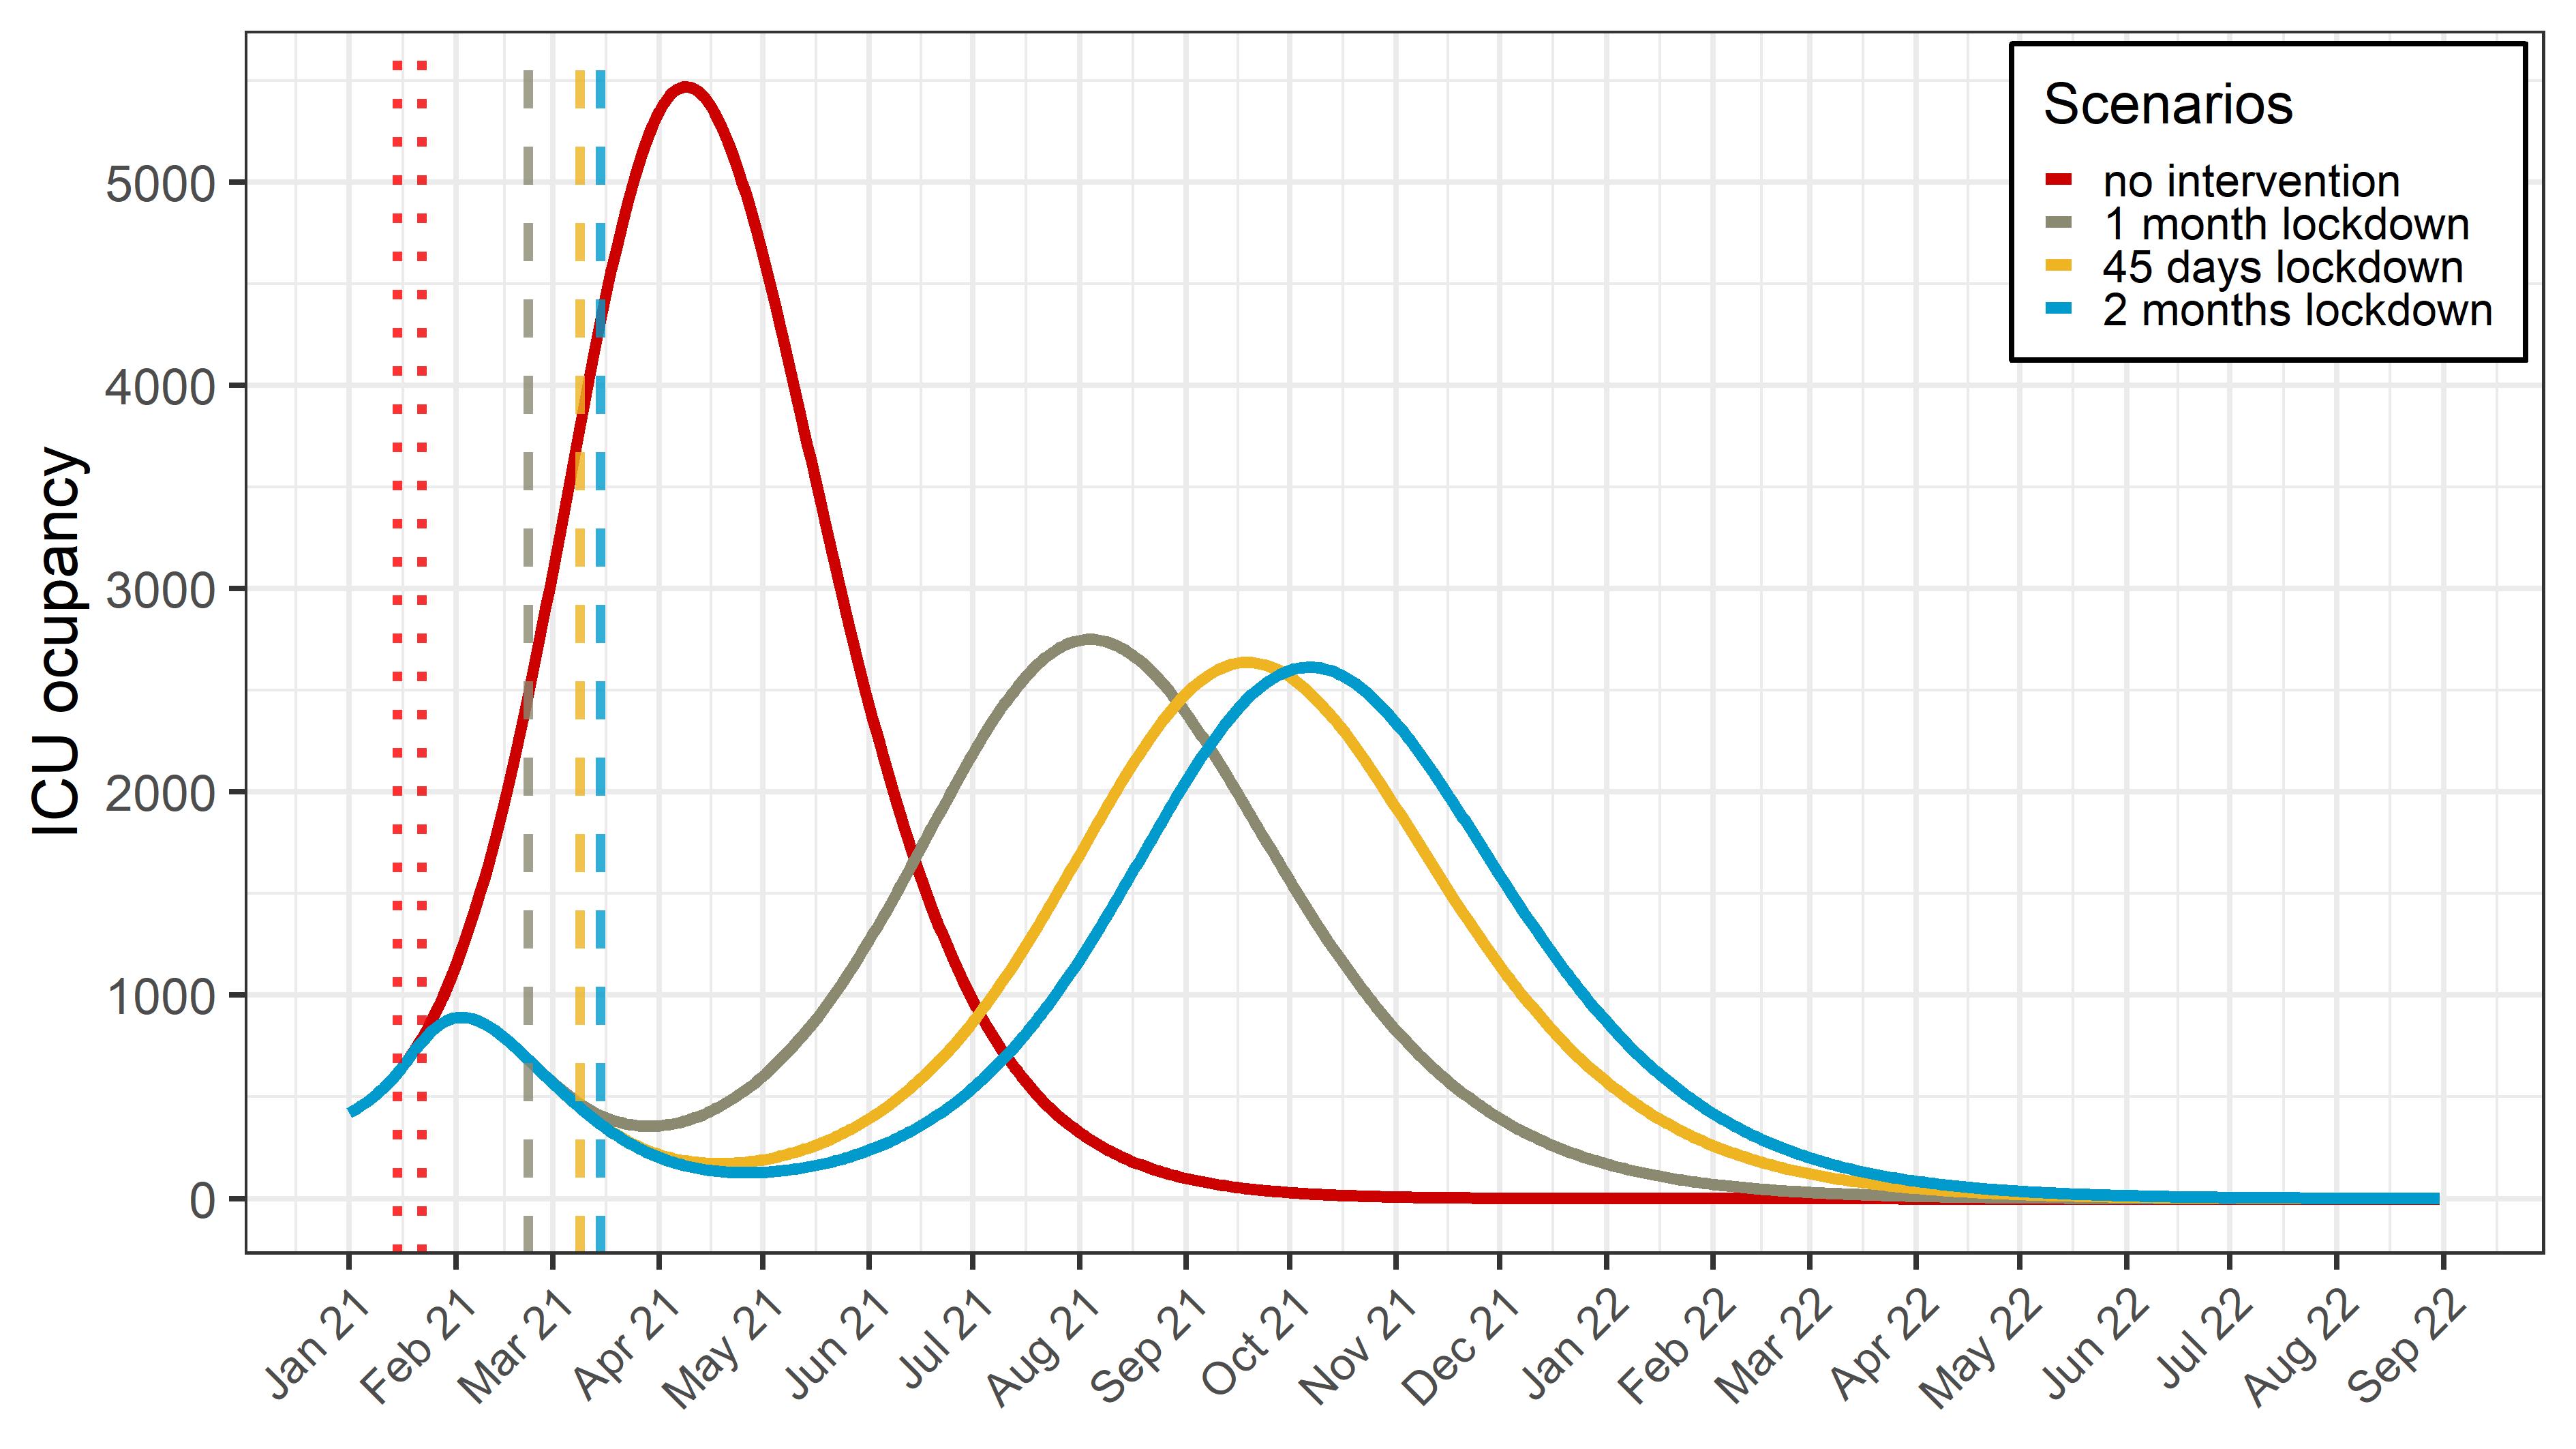 Scenarios
no intervention
1 month lockdown
45 days lockdown
2 months lockdown
ICU ocupancy
5000
4000
3000
2000
1000
0
Jan 21
Feb 21
Mar 21
Apr 21
May 21
Jun 21
Jul 21
Aug 21
Sep 21
Oct 21
Nov 21
Dec 21
Jan 22
Feb 22
Mar 22
Apr 22
May 22
Jun 22
Jul 22
Aug 22
Sep 22